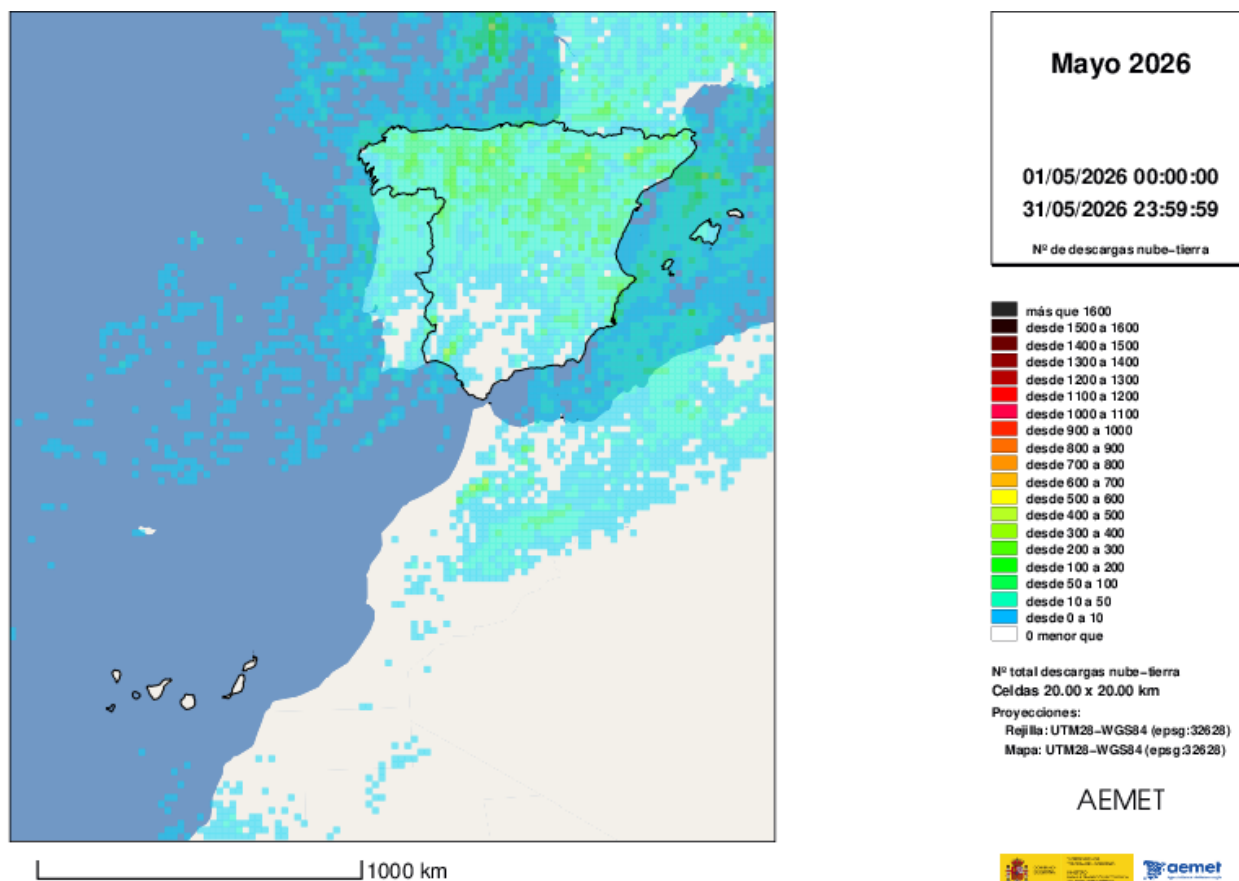 Mayo 2026
01/05/2026 00:00:00
31/05/2026 23:59:59
Nº de descargas nube-tierra
más que 1600
desde 1500 a 1600
desde 1400 a 1500
desde 1300 a 1400
desde 1200 a 1300
desde 1100 a 1200
desde 1000 a 1100
desde 900 a 1000
desde 800 a 900
desde 700 a 800
desde 600 a 700
desde 500 a 600
desde 400 a 500
desde 300 a 400
desde 200 a 300
desde 100 a 200
desde 50 a 100
desde 10 a 50
desde 0 a 10
0 menor que
Nº total descargas nube-tierra
Celdas 20.00 x 20.00 km
Proyecciones:
Rejilla: UTM28-WGS84 (epsg:32628)
Mapa: UTM28-WGS84 (epsg:32628)
AEMET
1000 km
aemet